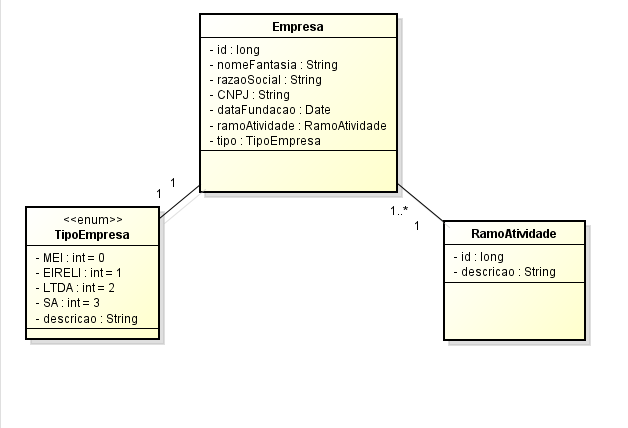 Empresa
- id : long
- nomeFantasia : String
- razaoSocial : String
- CNPJ : String
- dataFundacao : Date
- ramoAtividade : RamoAtividade
- tipo : TipoEmpresa
1
1
1..*
1
<<enum>>
TipoEmpresa
- MEI : int = 0
- EIRELI : int = 1
- LTDA : int = 2
- SA : int = 3
- descricao : String
RamoAtividade
- id : long
- descricao : String